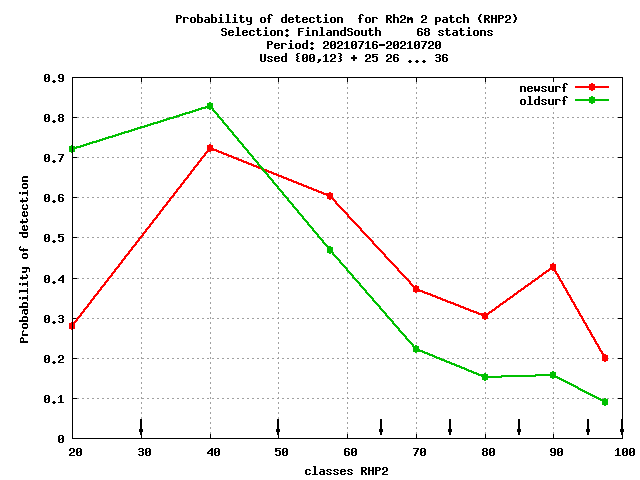 Probability of detection  for Rh2m 2 patch (RHP2)
Selection: FinlandSouth     68 stations
Period: 20210716-20210720
Used {00,12} + 25 26 ... 36
newsurf
oldsurf
Probability of detection
0.9
0.8
0.7
0.6
0.5
0.4
0.3
0.2
0.1
0
20 30 40 50 60 70 80 90 100
classes RHP2